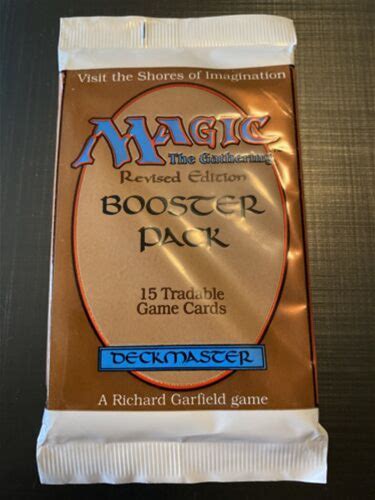 Visit the Shores of Imagination
MAGIC
The Gathering
Revised Edition
BOOSTER
PACK
15 Tradable
Game Cards
DECKMASTER
A Richard Garfield game